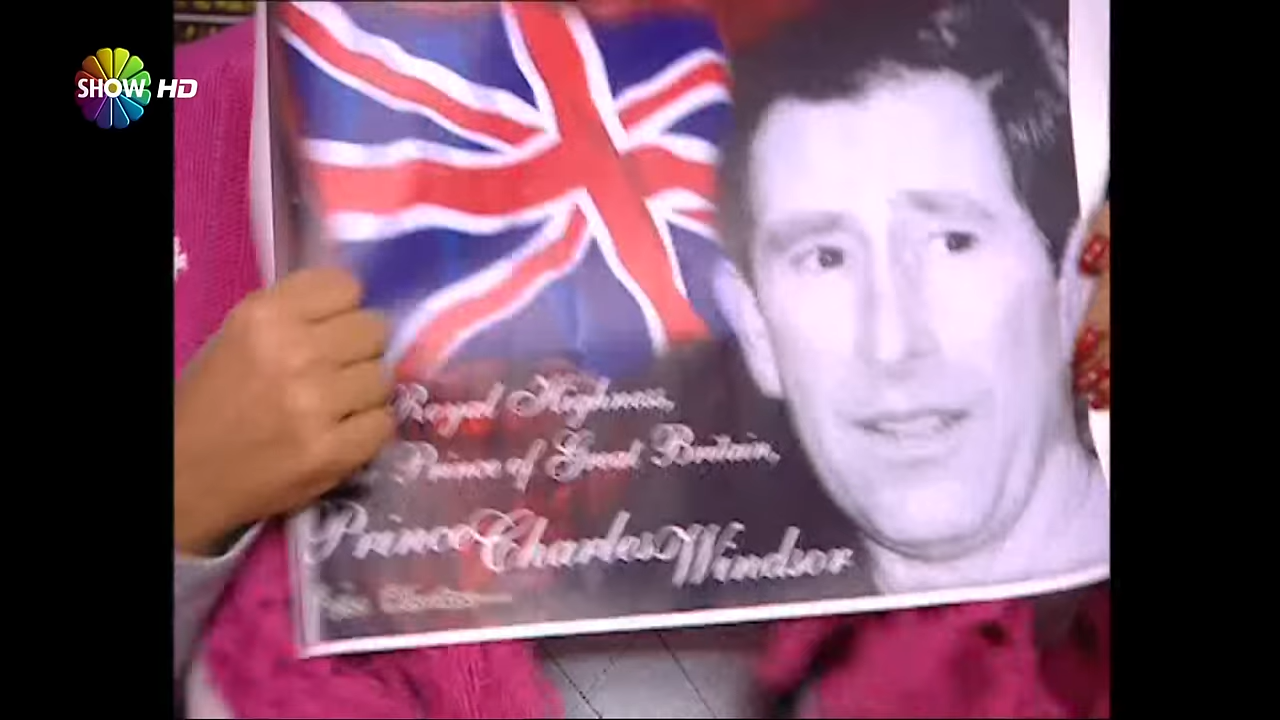 SHOW HD
Royal Highness,
Prince of Great Britain,
Prince Charles Windsor